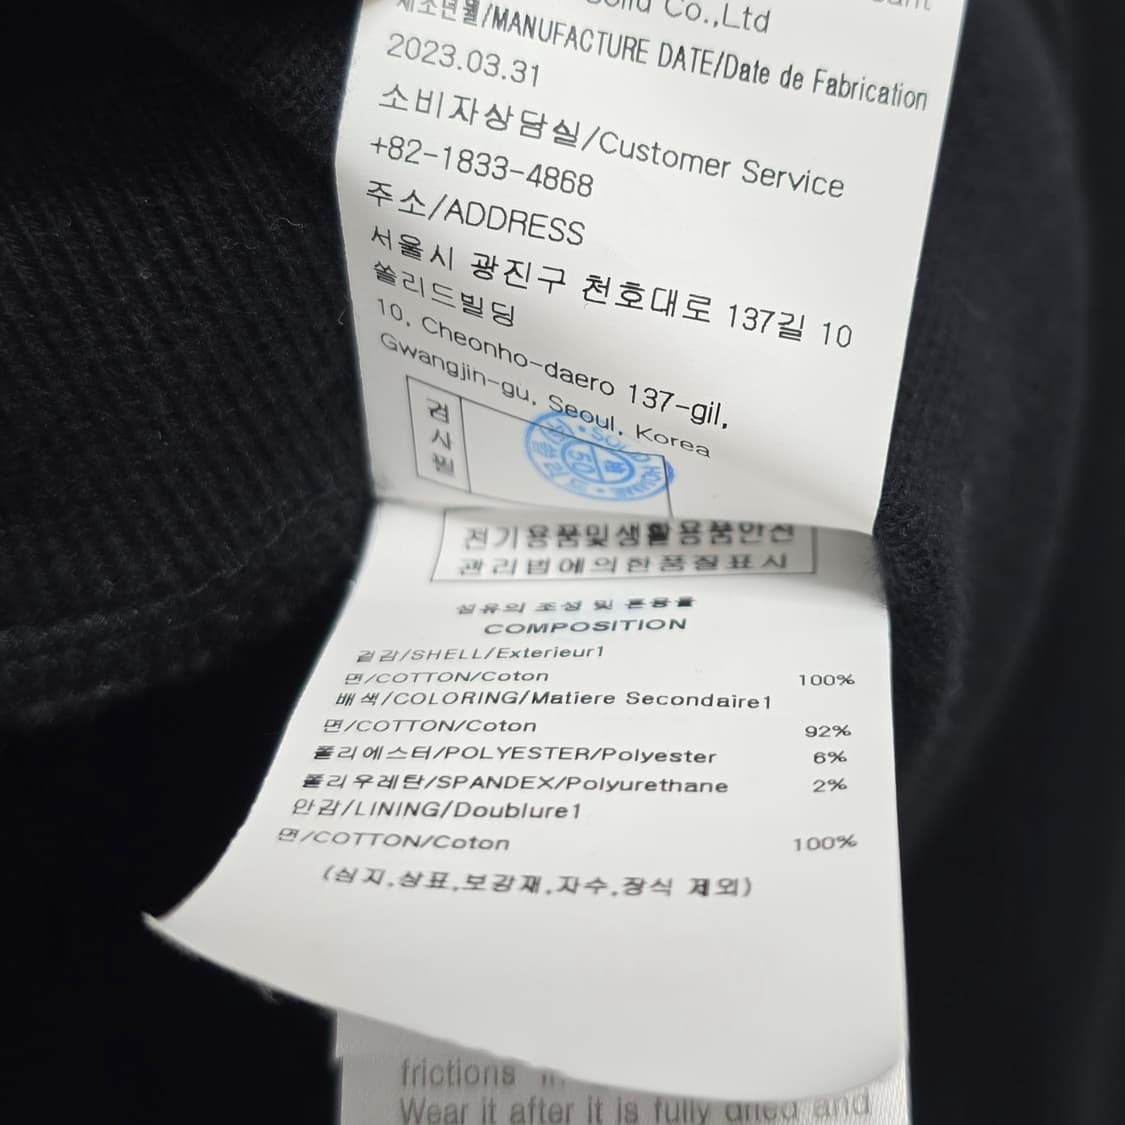 Co.,Ltd
제조년월/MANUFACTURE DATE/Date de Fabrication
2023.03.31
소비자상담실/Customer Service
+82-1833-4868
주소/ADDRESS
서울시 광진구 천호대로 137길 10
쏠리드빌딩
10, Cheonho-daero 137-gil,
Gwangjin-gu, Seoul, Korea
검사필
쏠리드
50
전기용품및생활용품안전
관리법에의한품질표시
섬유의 조성 및 혼용율
COMPOSITION
겉감/SHELL/Exterieur1
면/COTTON/Coton 100%
배색/COLORING/Matiere Secondaire1
면/COTTON/Coton 92%
폴리에스터/POLYESTER/Polyester 6%
폴리우레탄/SPANDEX/Polyurethane 2%
안감/LINING/Doublure1
면/COTTON/Coton 100%
(심지,상표,보강재,자수,장식 제외)
frictions
Wear it after it is fully dried and